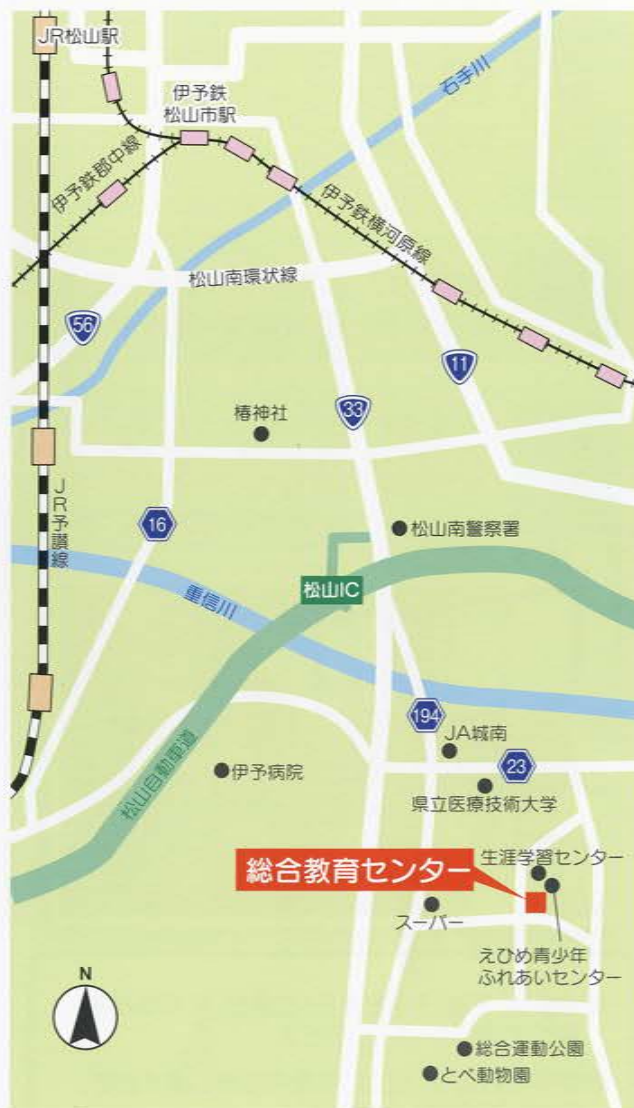 JR松山駅
伊予鉄
松山市駅
石手川
伊予鉄郡中線
伊予鉄横河原線
松山南環状線
56
11
33
椿神社
JR予讃線
16
松山南警察署
松山IC
重信川
194
JA城南
23
伊予病院
県立医療技術大学
松山自動車道
生涯学習センター
総合教育センター
スーパー
えひめ青少年
ふれあいセンター
N
総合運動公園
とべ動物園